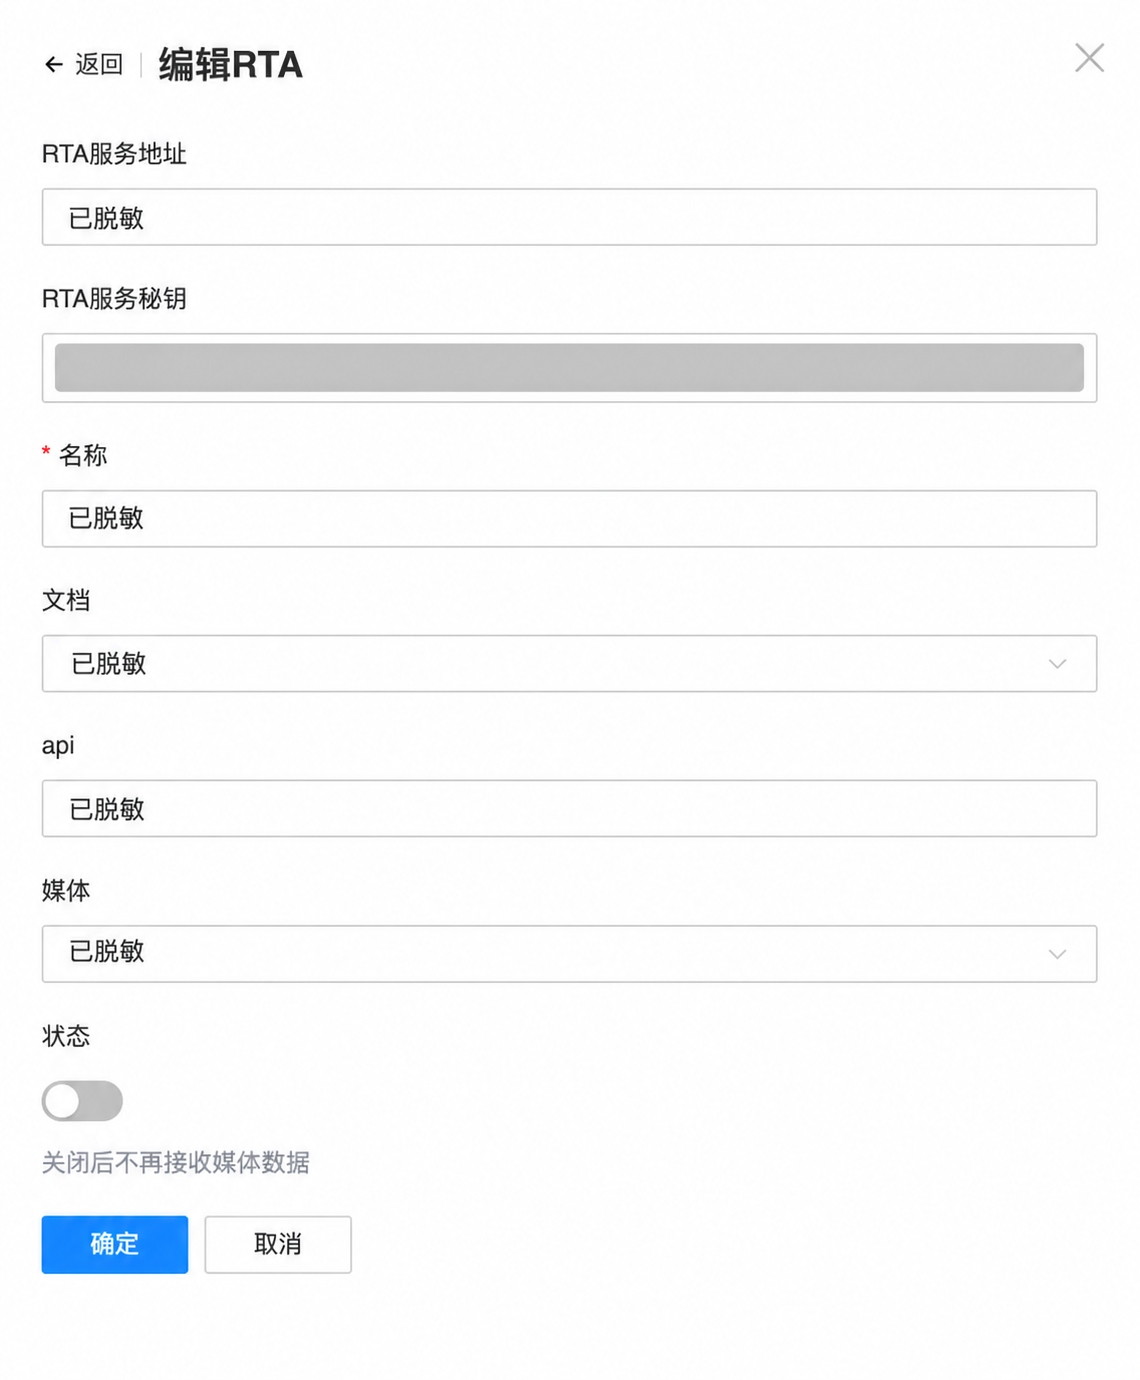 ← 返回 | 编辑RTA
RTA服务地址
已脱敏
RTA服务秘钥
* 名称
已脱敏
文档
已脱敏
api
已脱敏
媒体
已脱敏
状态
关闭后不再接收媒体数据
确定 取消